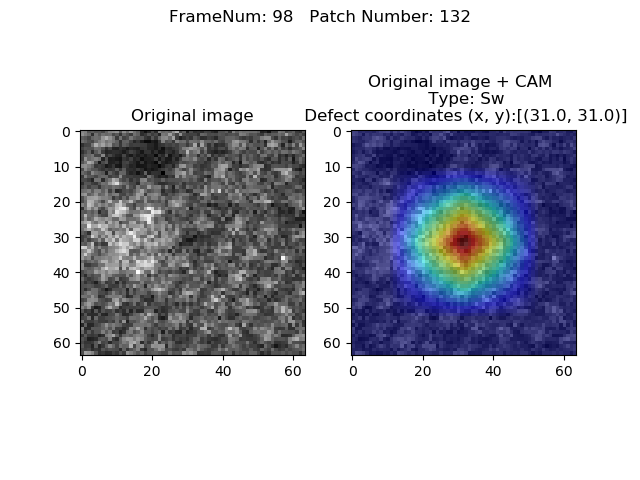 FrameNum: 98   Patch Number: 132
Original image
Original image + CAM
Type: Sw
Defect coordinates (x, y):[(31.0, 31.0)]
0
10
20
30
40
50
60
0 20 40 60
0
10
20
30
40
50
60
0 20 40 60